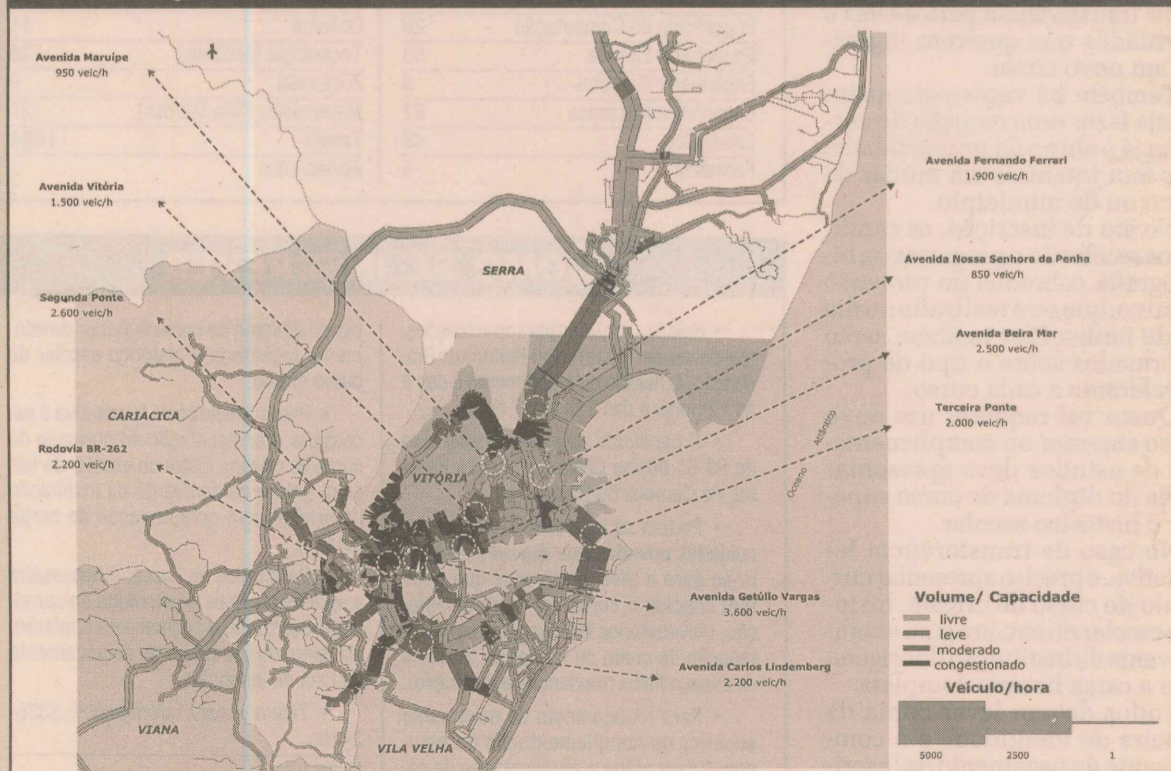 Avenida Maruípe
950 veic/h
Avenida Vitória
1.500 veic/h
Segunda Ponte
2.600 veic/h
CARIACICA
Rodovia BR-262
2.200 veic/h
VIANA
SERRA
VITÓRIA
VILA VELHA
Avenida Fernando Ferrari
1.900 veic/h
Avenida Nossa Senhora da Penha
850 veic/h
Avenida Beira Mar
2.500 veic/h
Terceira Ponte
2.000 veic/h
Oceano Atlântico
Avenida Getúlio Vargas
1.600 veic/h
Avenida Carlos Lindemberg
2.200 veic/h
Volume/ Capacidade
livre
leve
moderado
congestionado
Veículo/hora
5000 2500 1